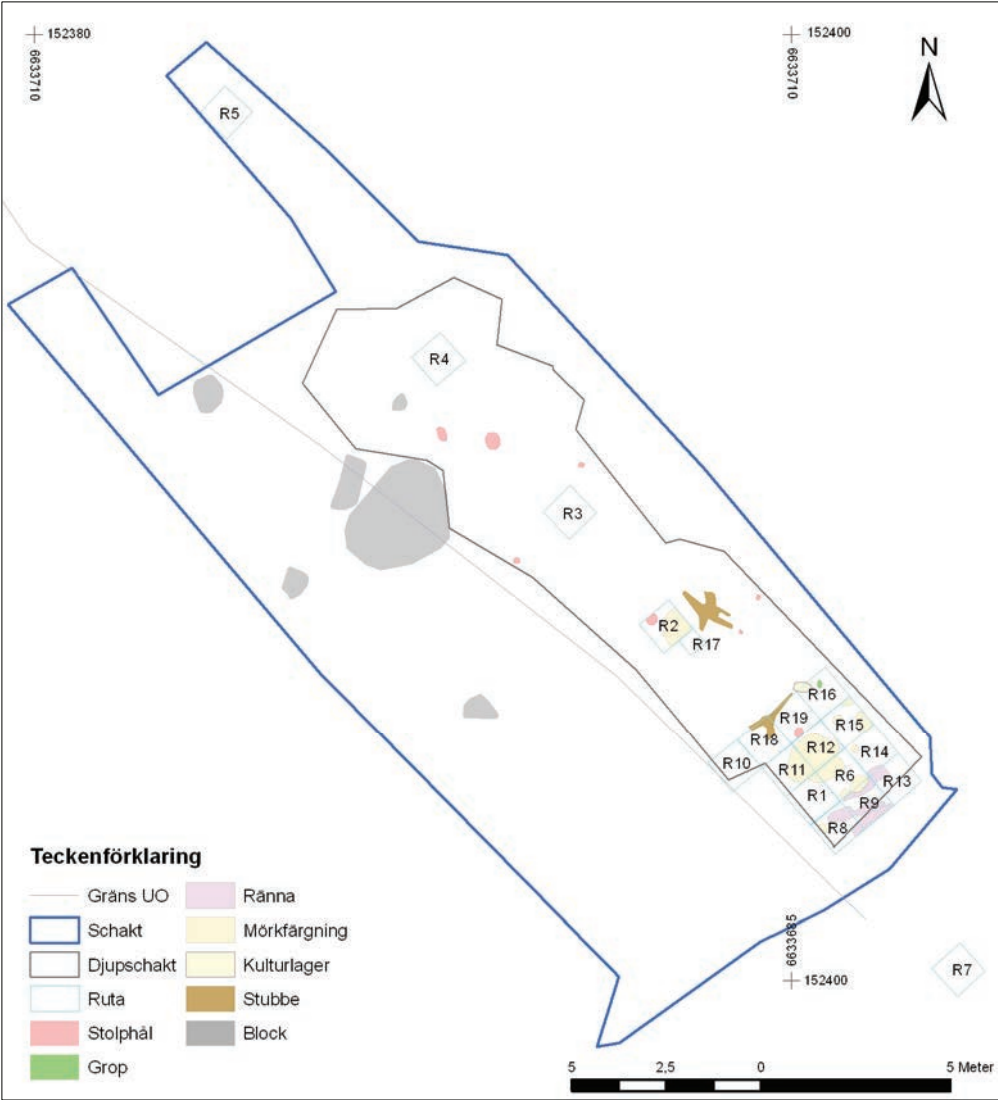 152380
6633710
152400
6633710
N
R5
R4
R3
R2
R17
R16
R19
R15
R18
R12
R14
R10
R11
R6
R13
R1
R9
R8
R7
6633685
152400
Teckenförklaring
Gräns UO
Schakt
Djupschakt
Ruta
Stolphål
Grop
Ränna
Mörkfärgning
Kulturlager
Stubbe
Block
5 2,5 0 5 Meter